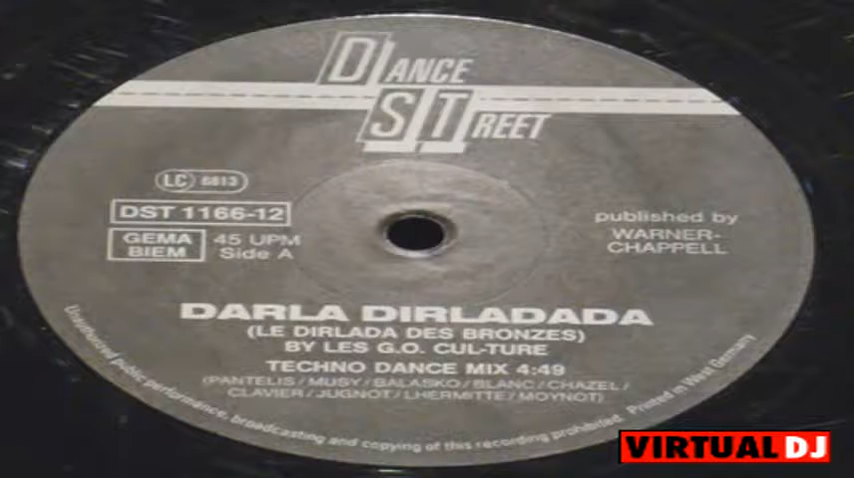 DANCE
STREET
LC 6813
DST 1166-12
GEMA
BIEM
45 UPM
Side A
published by
WARNER-
CHAPPELL
DARLA DIRLADADA
(LE DIRLADA DES BRONZES)
BY LES G.O. CUL-TURE
TECHNO DANCE MIX 4:49
(PANTELIS / MUSY / BALASKO / BLANC / CHAZEL /
CLAVIER / JUGNOT / LHERMITTE / MOYNOT)
Unauthorized public performance, broadcasting and copying of this recording prohibited. Printed in West Germany
VIRTUAL DJ